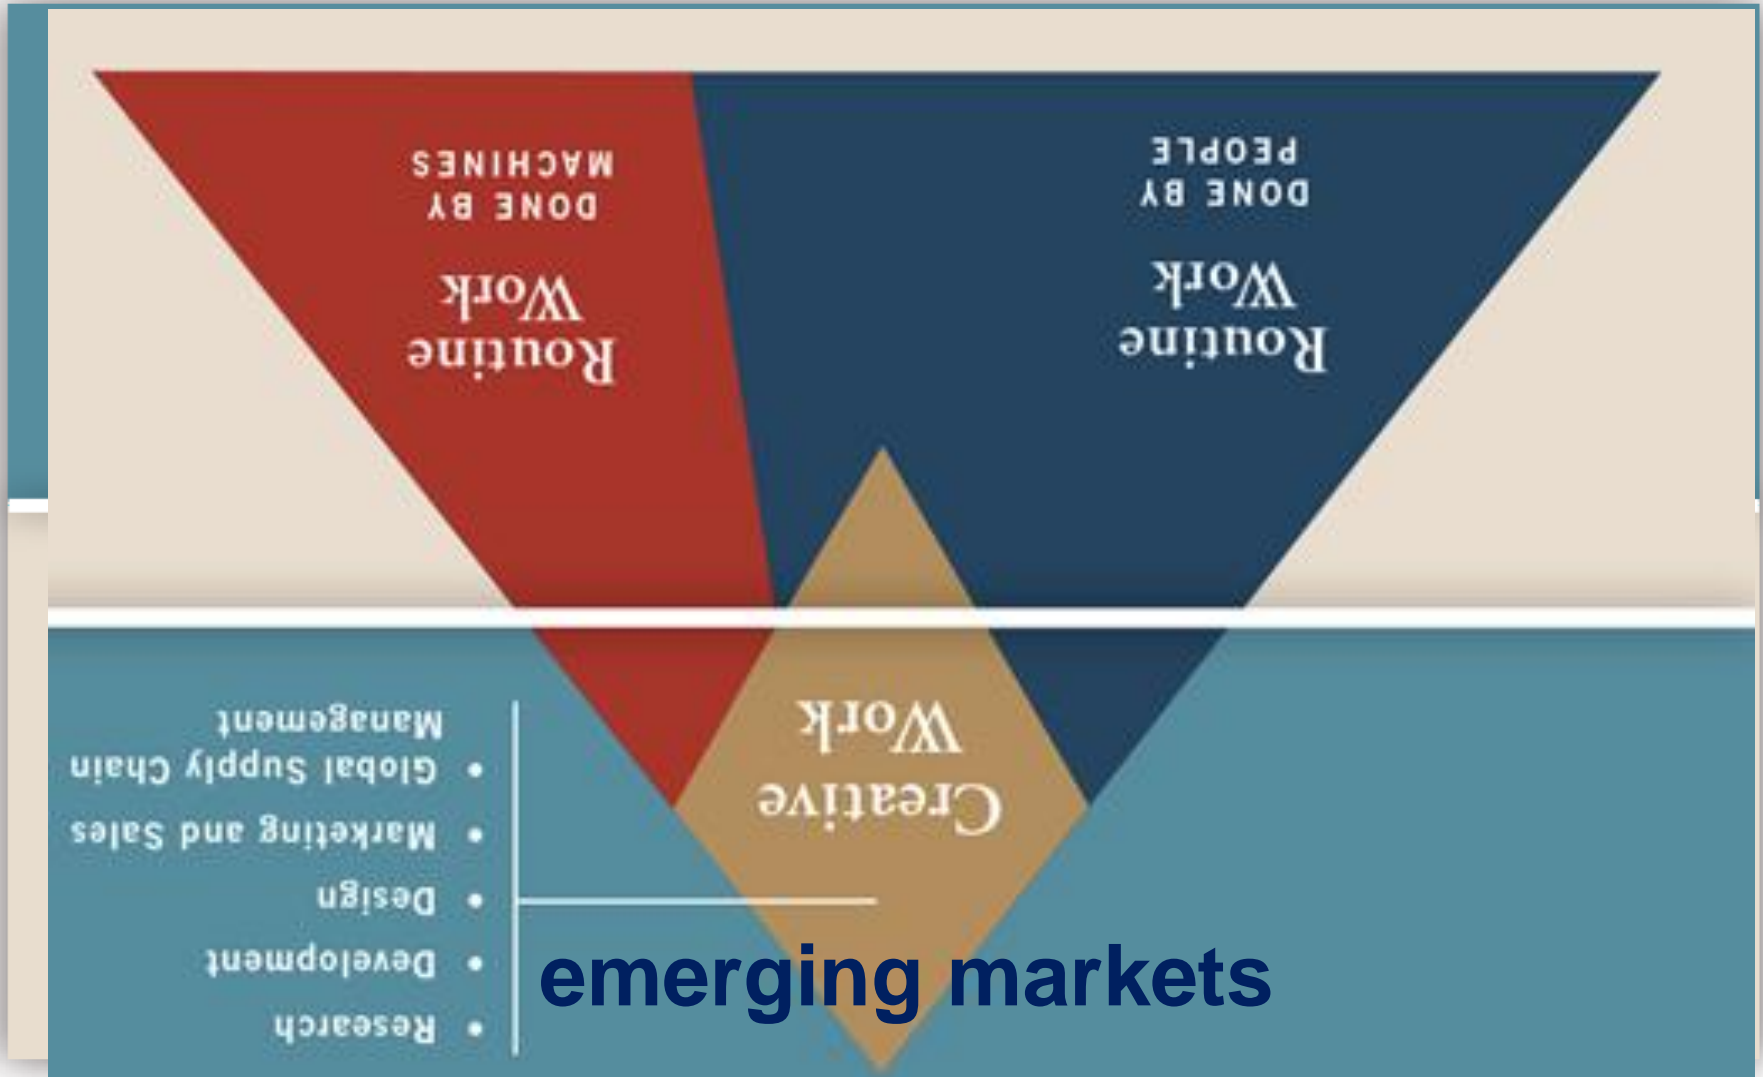 Research
Development
Design
Marketing and Sales
Global Supply Chain
Management
Creative
Work
Routine
Work
DONE BY
PEOPLE
Routine
Work
DONE BY
MACHINES
emerging markets